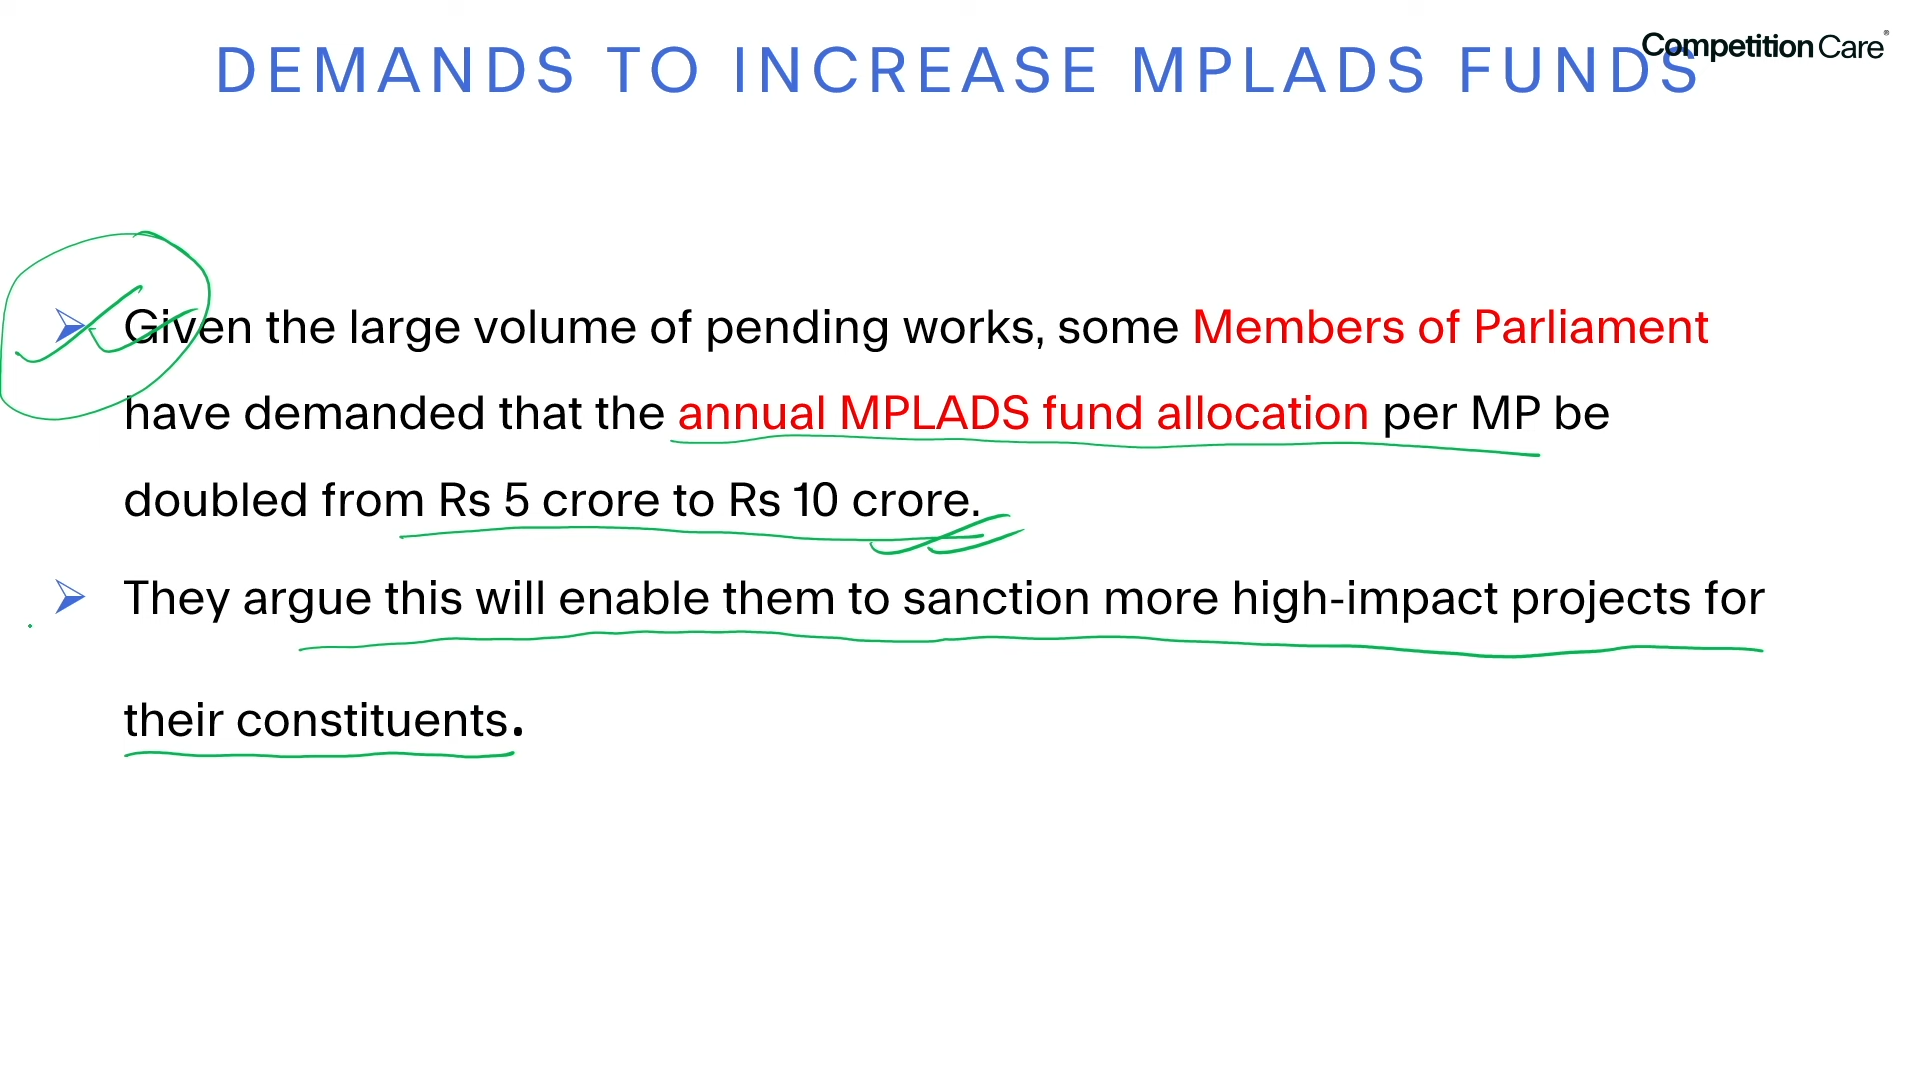 DEMANDS TO INCREASE MPLADS FUNDS
Competition Care
Given the large volume of pending works, some Members of Parliament
have demanded that the annual MPLADS fund allocation per MP be
doubled from Rs 5 crore to Rs 10 crore.
They argue this will enable them to sanction more high-impact projects for
their constituents.